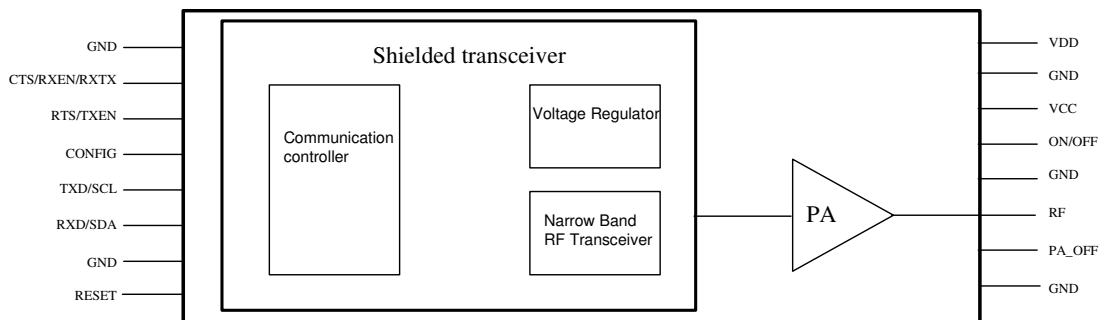 GND
CTS/RXEN/RXTX
RTS/TXEN
CONFIG
TXD/SCL
RXD/SDA
GND
RESET
Shielded transceiver
Communication
controller
Voltage Regulator
Narrow Band
RF Transceiver
PA
VDD
GND
VCC
ON/OFF
GND
RF
PA_OFF
GND